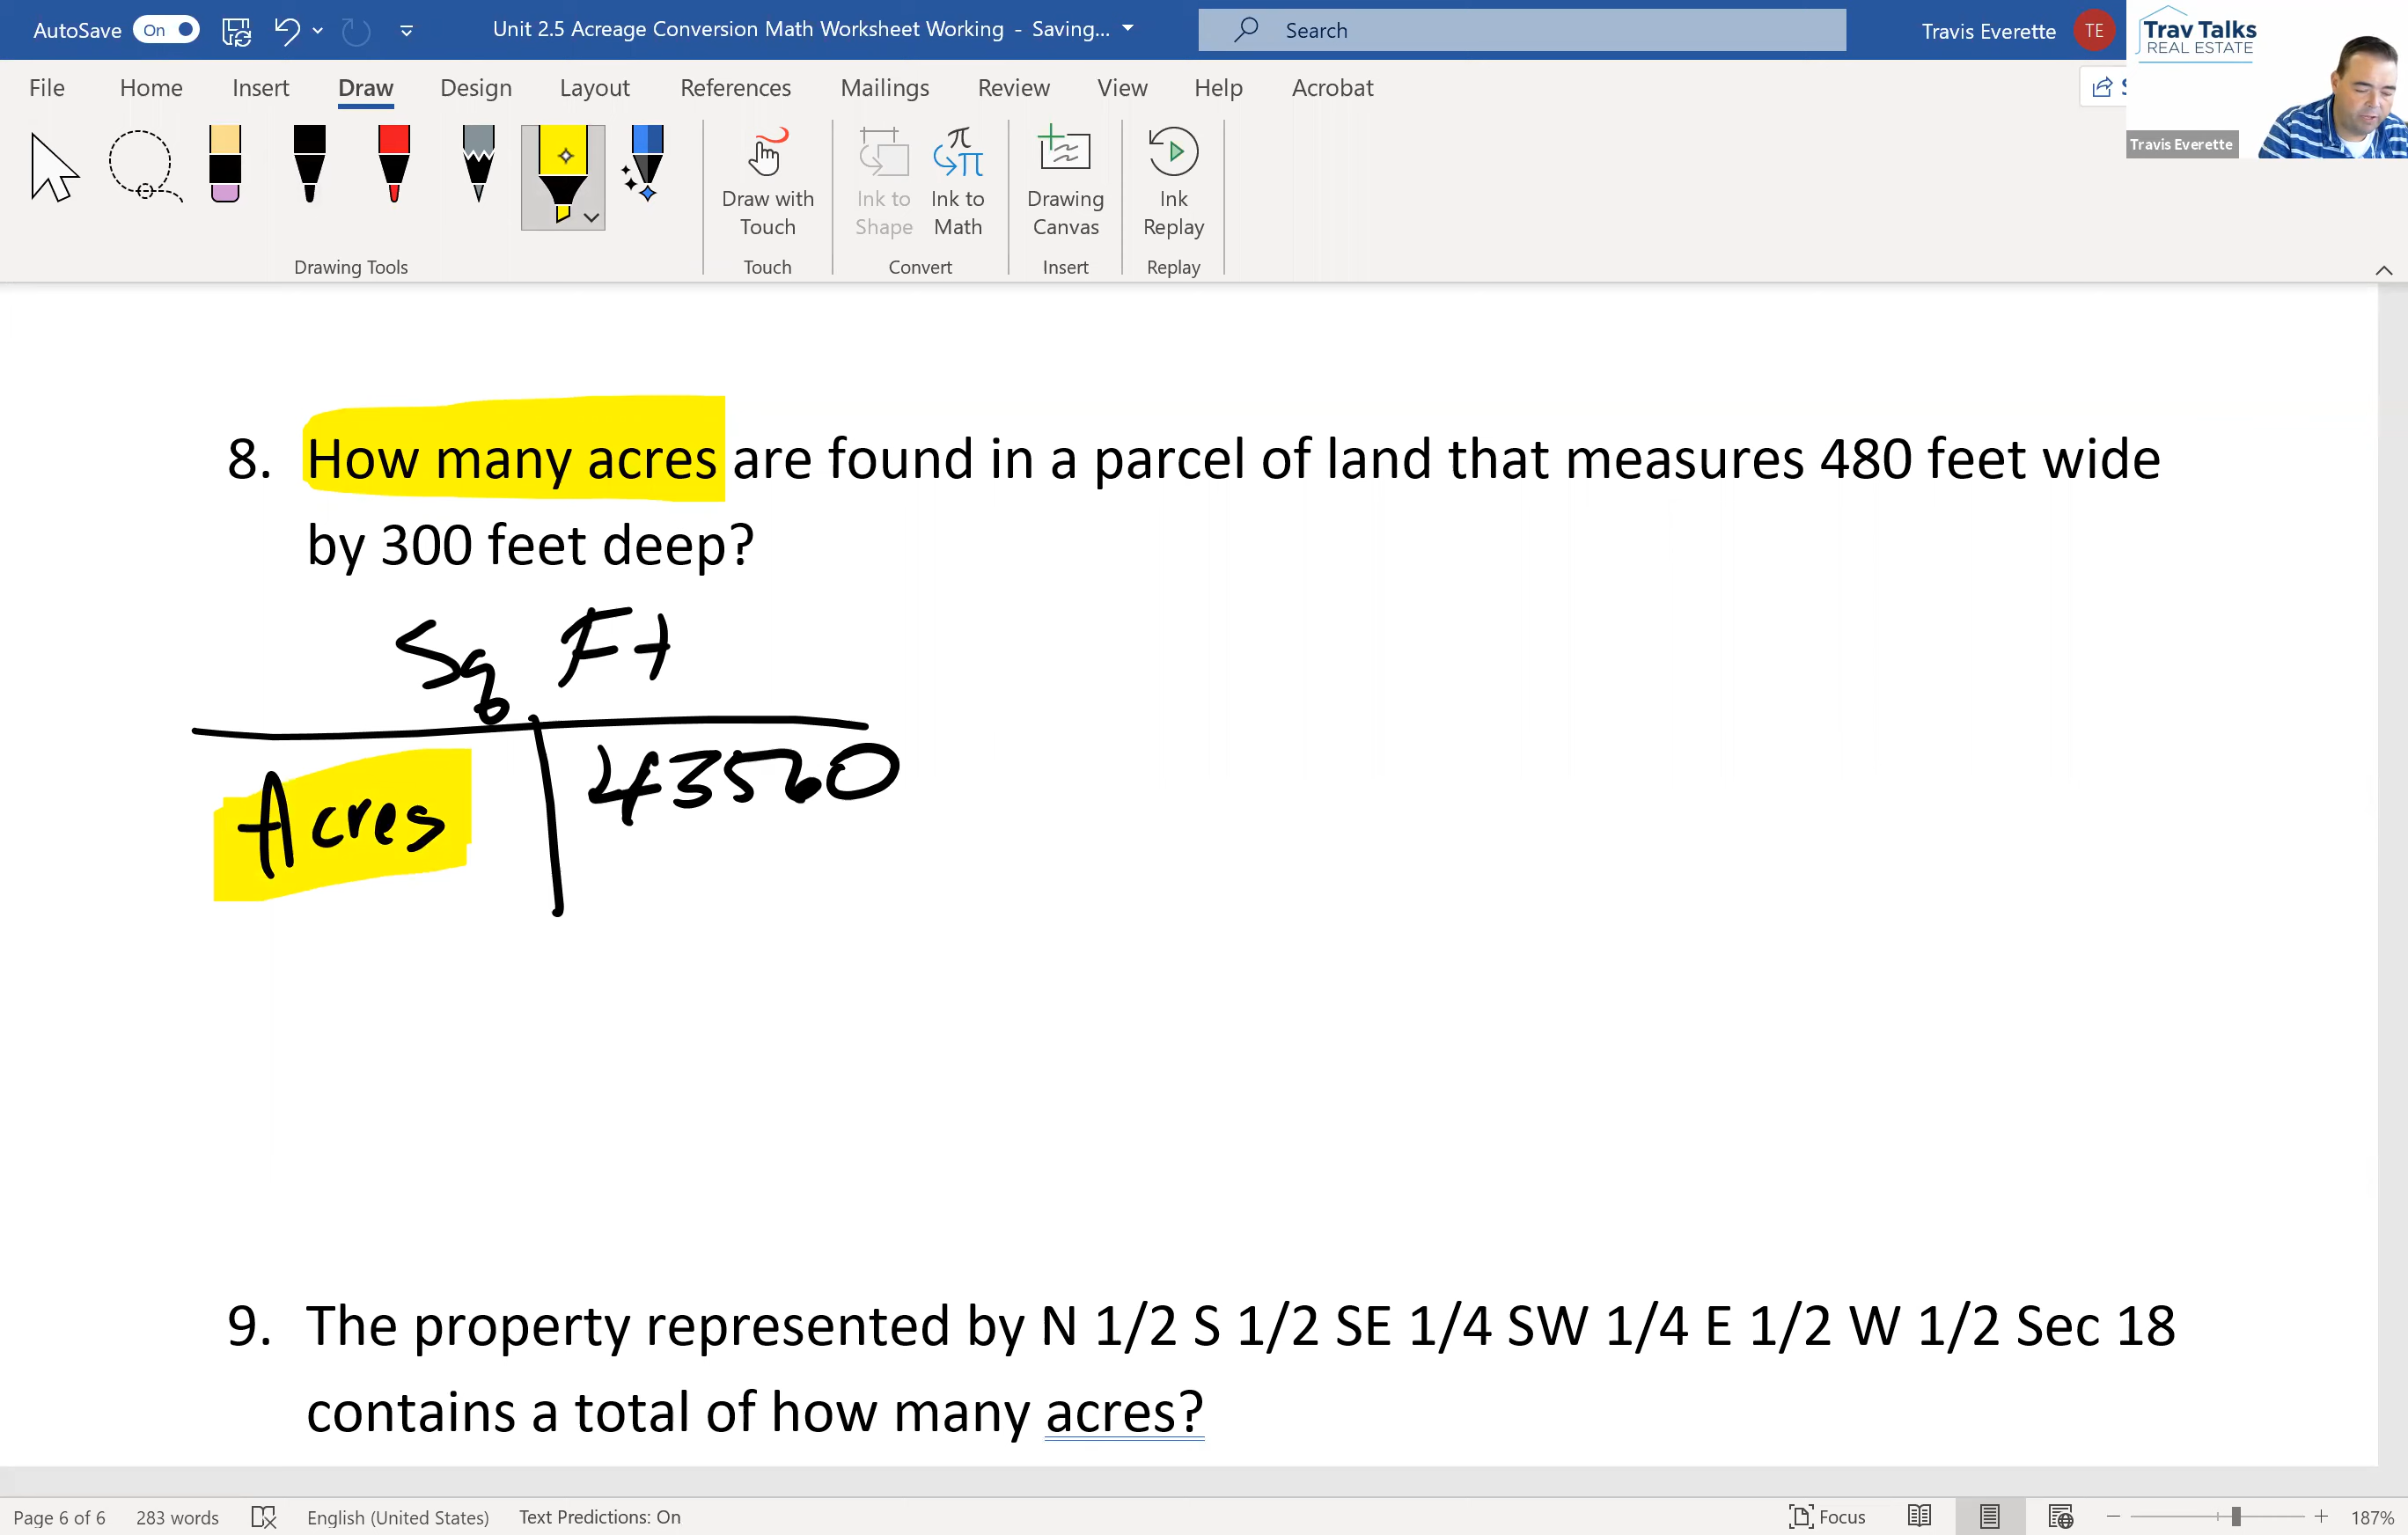 AutoSave On
Unit 2.5 Acreage Conversion Math Worksheet Working - Saving...
Search
Travis Everette TE
Trav Talks
REAL ESTATE
Travis Everette
File Home Insert Draw Design Layout References Mailings Review View Help Acrobat
S
Draw with Touch
Ink to Shape
Ink to Math
Drawing Canvas
Ink Replay
Drawing Tools Touch Convert Insert Replay
8. How many acres are found in a parcel of land that measures 480 feet wide
by 300 feet deep?
Sq Ft
Acres 43560
9. The property represented by N 1/2 S 1/2 SE 1/4 SW 1/4 E 1/2 W 1/2 Sec 18
contains a total of how many acres?
Page 6 of 6 283 words English (United States) Text Predictions: On Focus 187%